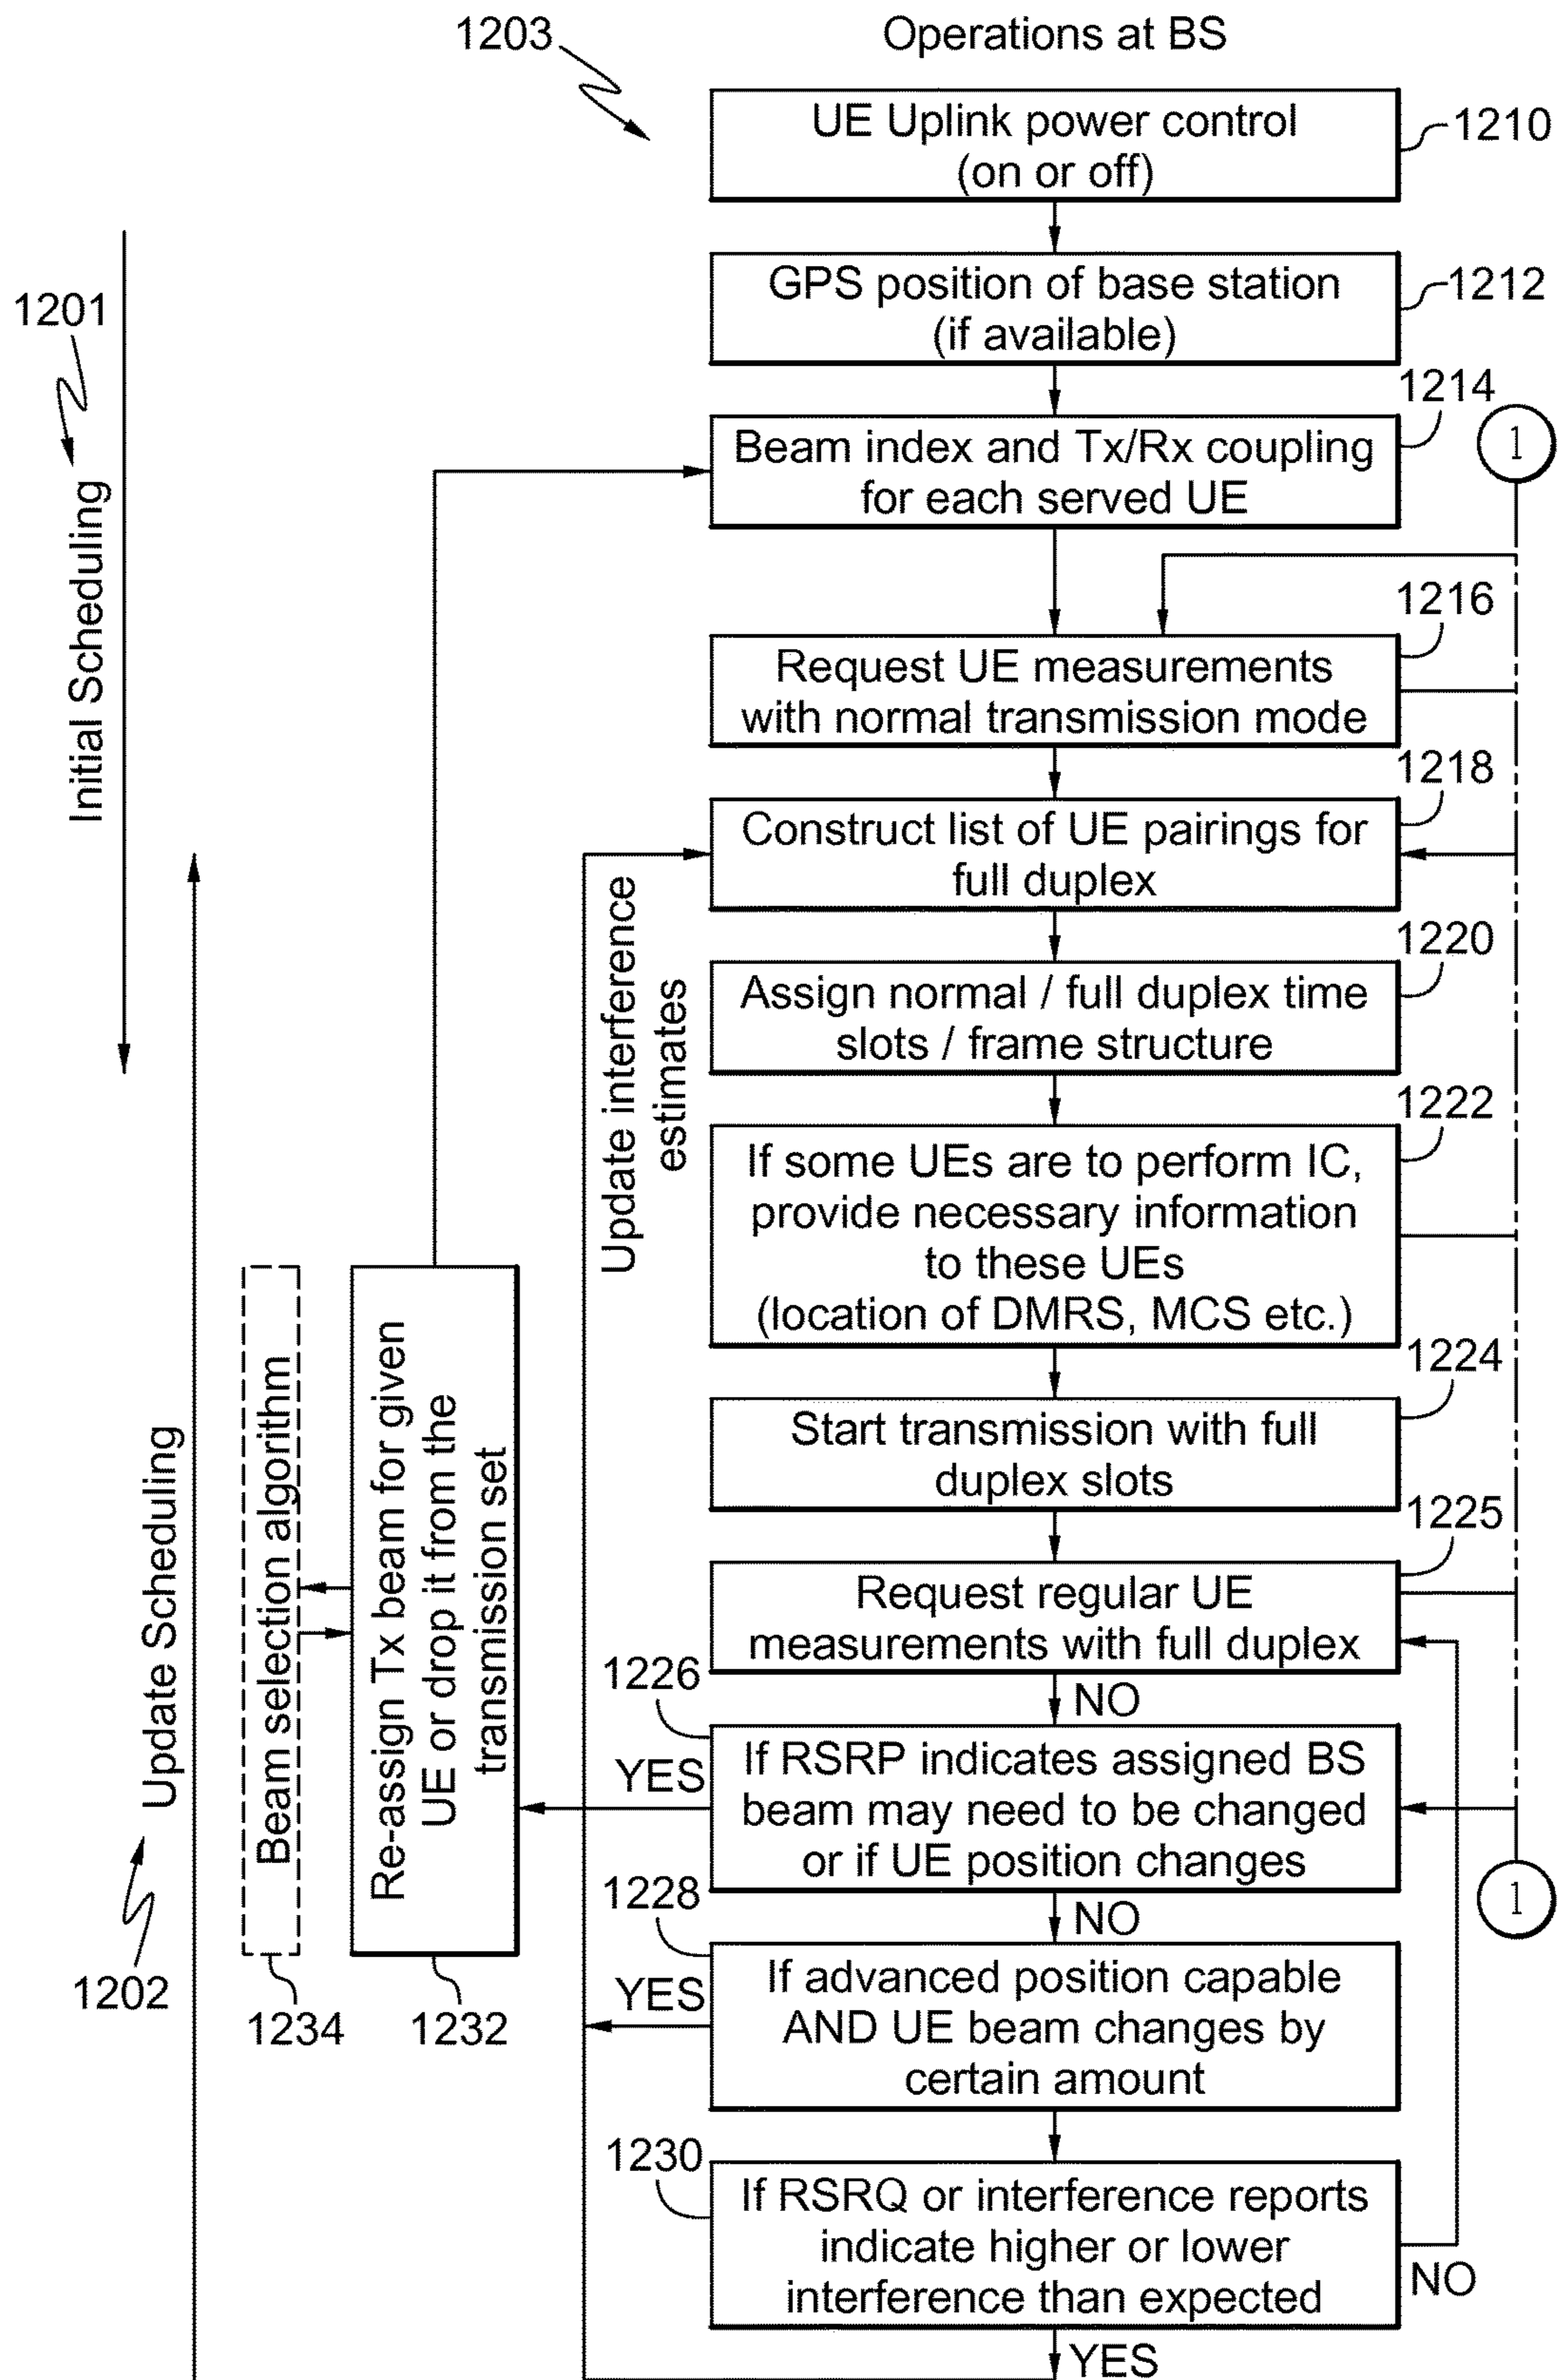 1203
Operations at BS
UE Uplink power control
(on or off)
1210
GPS position of base station
(if available)
1212
1201
Initial Scheduling
1214
Beam index and Tx/Rx coupling
for each served UE
1
1216
Request UE measurements
with normal transmission mode
1218
Construct list of UE pairings for
full duplex
Update interference
estimates
1220
Assign normal / full duplex time
slots / frame structure
1222
If some UEs are to perform IC,
provide necessary information
to these UEs
(location of DMRS, MCS etc.)
1224
Start transmission with full
duplex slots
1225
Request regular UE
measurements with full duplex
NO
1226
If RSRP indicates assigned BS
beam may need to be changed
or if UE position changes
YES
NO
1
1228
If advanced position capable
AND UE beam changes by
certain amount
YES
1230
If RSRQ or interference reports
indicate higher or lower
interference than expected
NO
YES
Update Scheduling
1202
Beam selection algorithm
1234
Re-assign Tx beam for given
UE or drop it from the
transmission set
1232